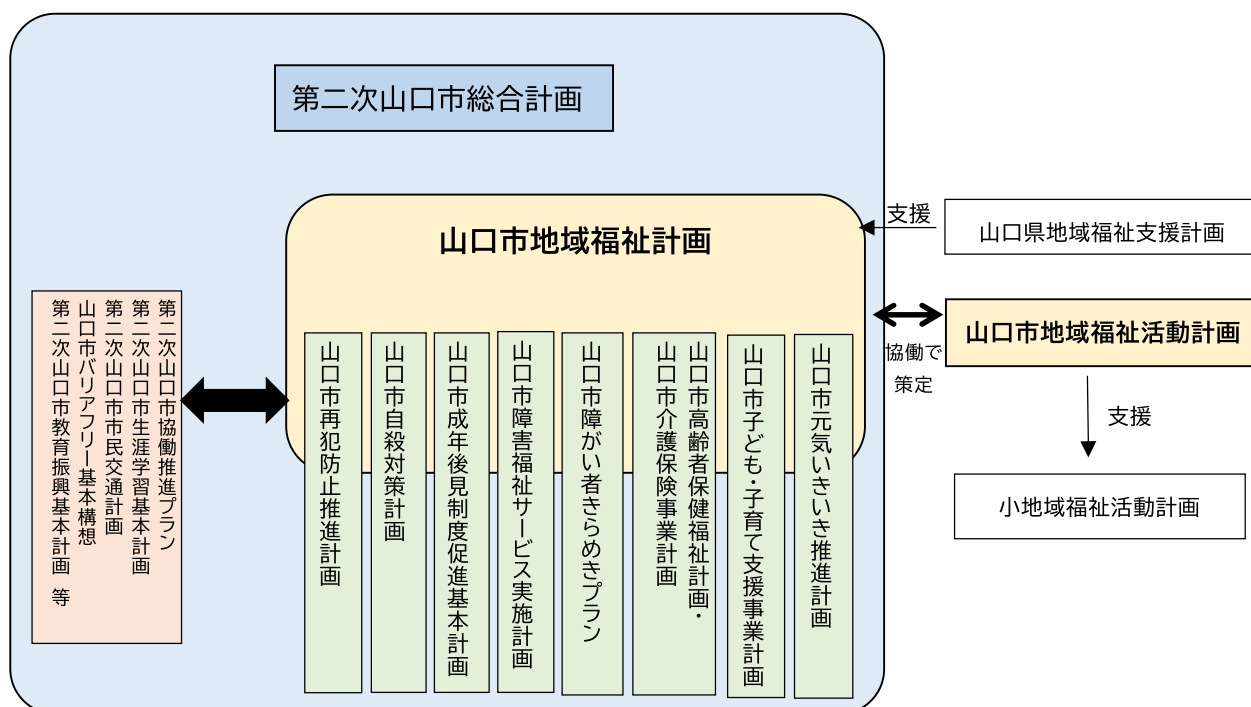 第二次山口市総合計画
山口市地域福祉計画
支援
山口県地域福祉支援計画
山口市地域福祉活動計画
協働で
策定
支援
小地域福祉活動計画
山口市元気いきいき推進計画
山口市子ども・子育て支援事業計画
山口市高齢者保健福祉計画・
山口市介護保険事業計画
山口市障がい者きらめきプラン
山口市障害福祉サービス実施計画
山口市成年後見制度促進基本計画
山口市自殺対策計画
山口市再犯防止推進計画
第二次山口市協働推進プラン
第二次山口市生涯学習基本計画
第二次山口市市民交通計画
山口市バリアフリー基本構想
第二次山口市教育振興基本計画 等